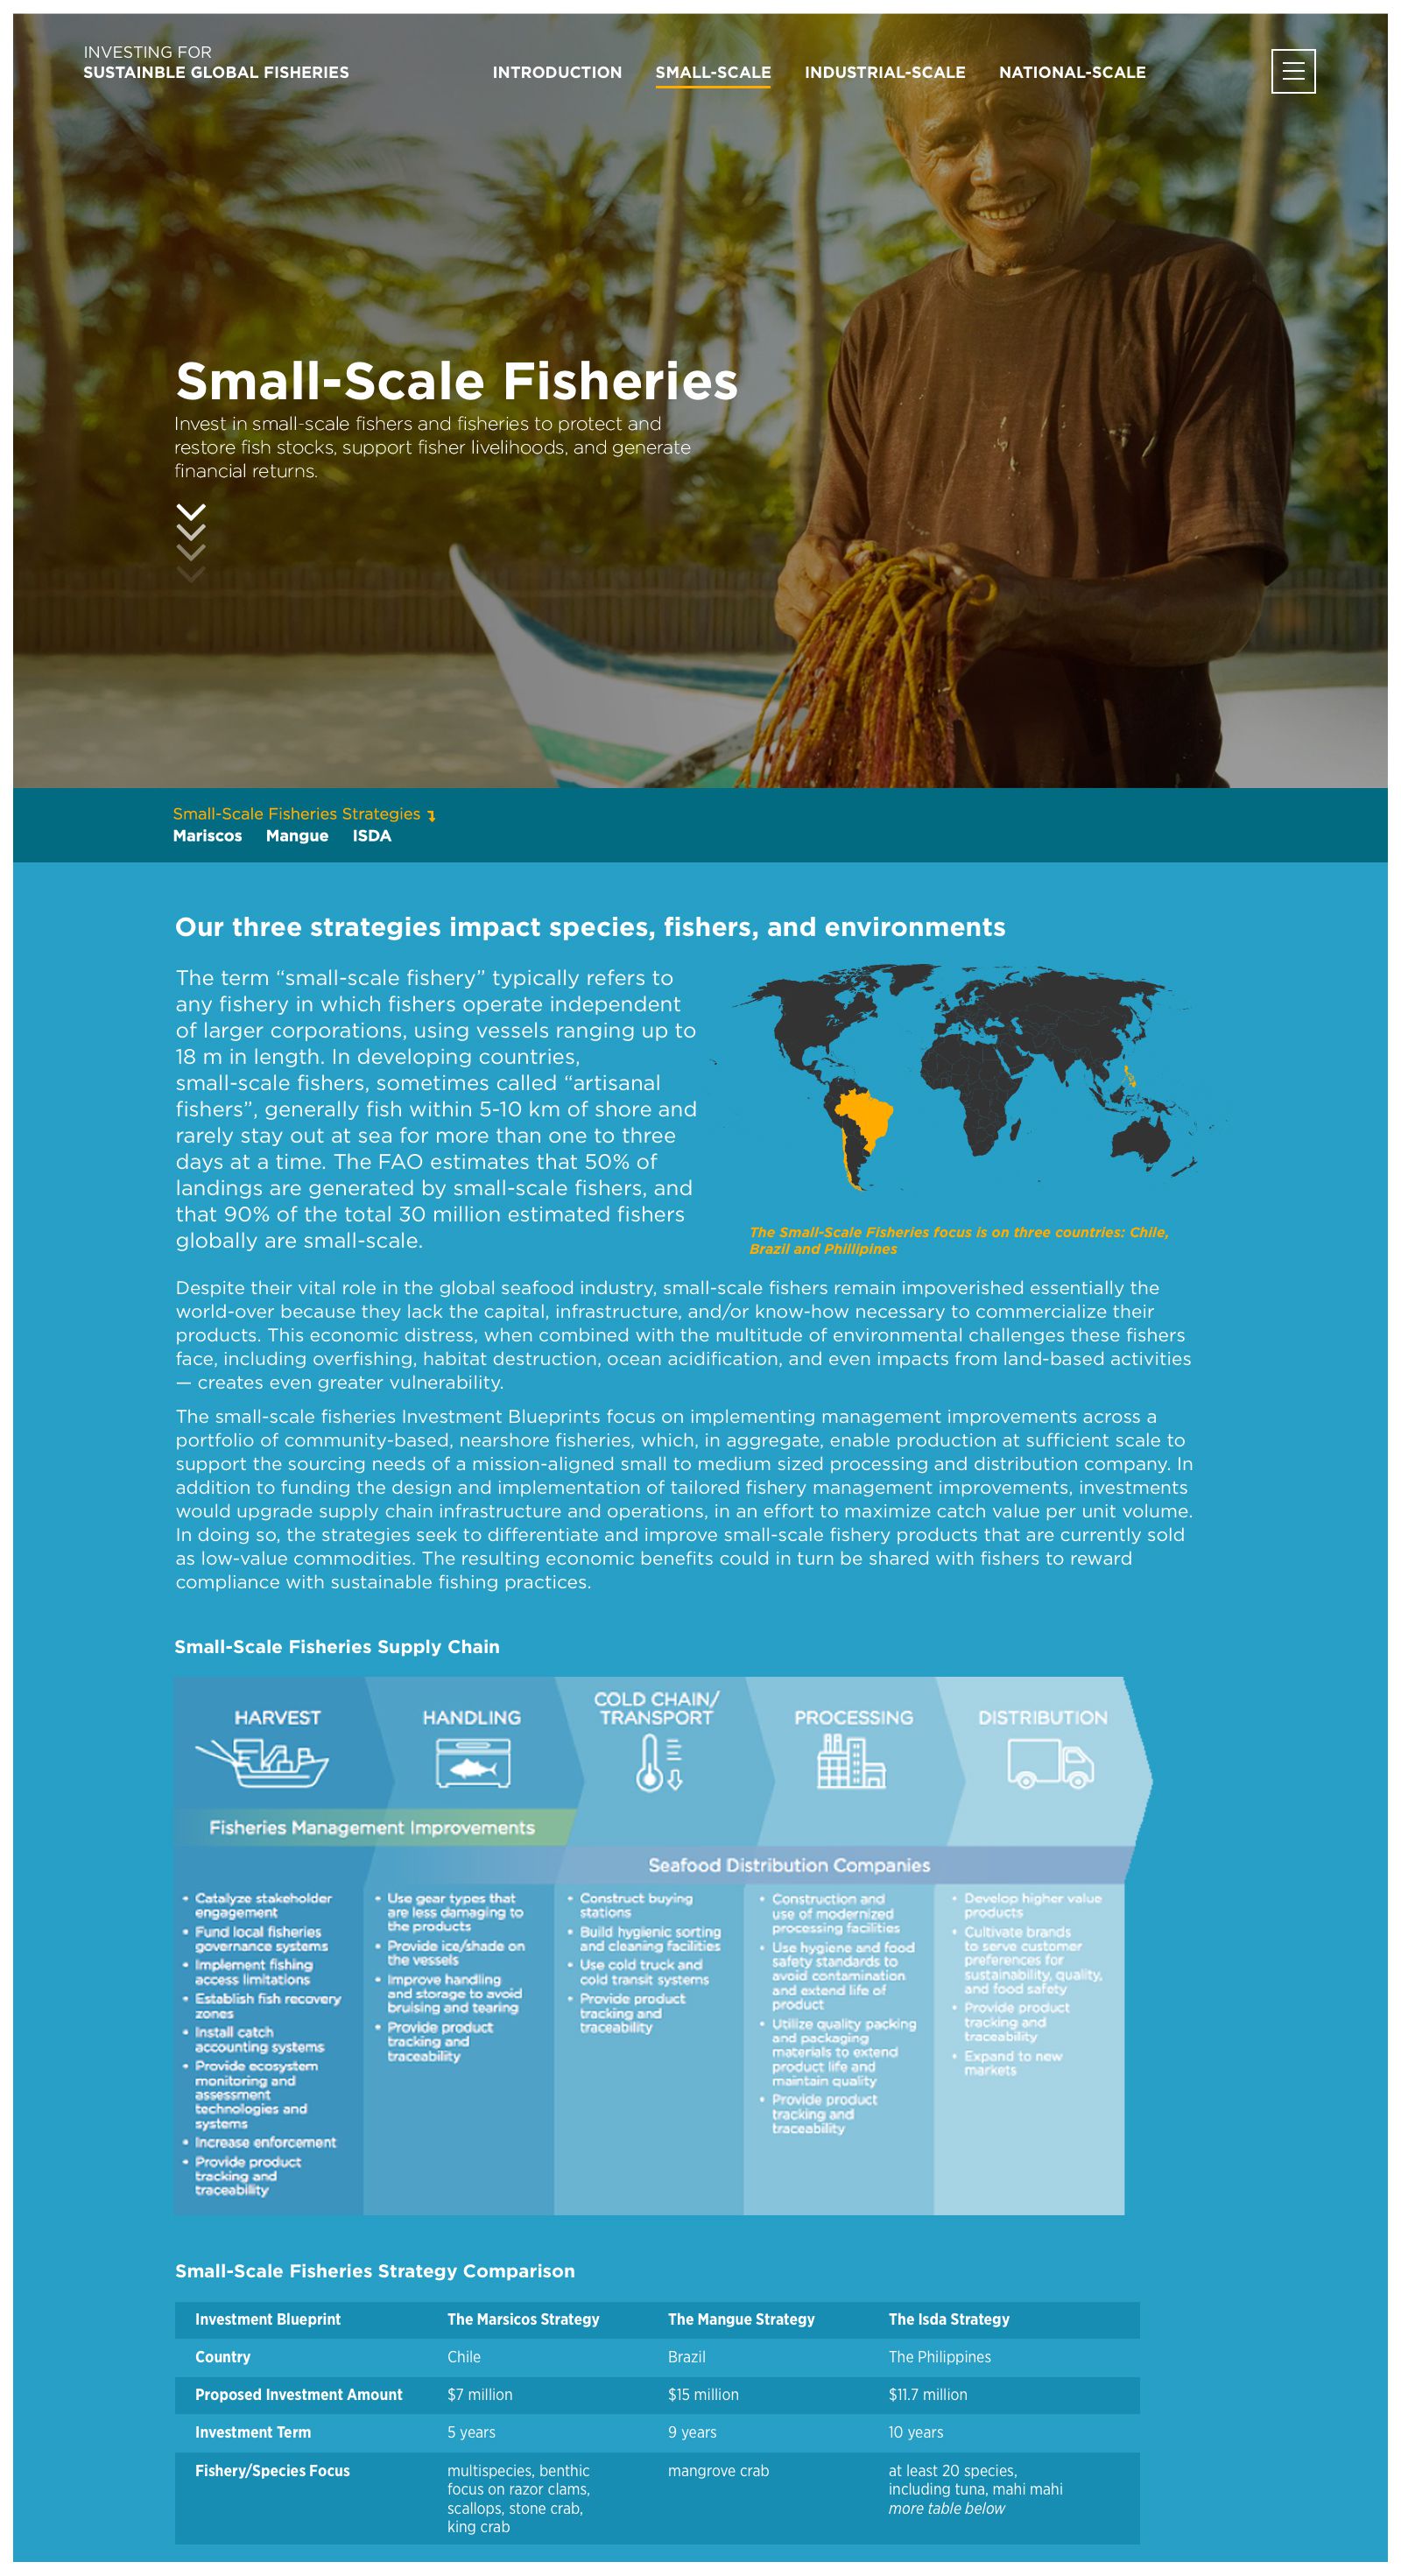 INVESTING FOR
SUSTAINBLE GLOBAL FISHERIES
INTRODUCTION
SMALL-SCALE
INDUSTRIAL-SCALE
NATIONAL-SCALE
Small-Scale Fisheries
Invest in small-scale fishers and fisheries to protect and
restore fish stocks, support fisher livelihoods, and generate
financial returns.
Small-Scale Fisheries Strategies
Mariscos Mangue ISDA
Our three strategies impact species, fishers, and environments
The term “small-scale fishery” typically refers to
any fishery in which fishers operate independent
of larger corporations, using vessels ranging up to
18 m in length. In developing countries,
small-scale fishers, sometimes called “artisanal
fishers”, generally fish within 5-10 km of shore and
rarely stay out at sea for more than one to three
days at a time. The FAO estimates that 50% of
landings are generated by small-scale fishers, and
that 90% of the total 30 million estimated fishers
globally are small-scale.
The Small-Scale Fisheries focus is on three countries: Chile,
Brazil and Phillipines
Despite their vital role in the global seafood industry, small-scale fishers remain impoverished essentially the
world-over because they lack the capital, infrastructure, and/or know-how necessary to commercialize their
products. This economic distress, when combined with the multitude of environmental challenges these fishers
face, including overfishing, habitat destruction, ocean acidification, and even impacts from land-based activities
— creates even greater vulnerability.
The small-scale fisheries Investment Blueprints focus on implementing management improvements across a
portfolio of community-based, nearshore fisheries, which, in aggregate, enable production at sufficient scale to
support the sourcing needs of a mission-aligned small to medium sized processing and distribution company. In
addition to funding the design and implementation of tailored fishery management improvements, investments
would upgrade supply chain infrastructure and operations, in an effort to maximize catch value per unit volume.
In doing so, the strategies seek to differentiate and improve small-scale fishery products that are currently sold
as low-value commodities. The resulting economic benefits could in turn be shared with fishers to reward
compliance with sustainable fishing practices.
Small-Scale Fisheries Supply Chain
HARVEST
HANDLING
COLD CHAIN/
TRANSPORT
PROCESSING
DISTRIBUTION
Fisheries Management Improvements
Seafood Distribution Companies
• Catalyze stakeholder
engagement
• Fund local fisheries
governance systems
• Implement fishing
access limitations
• Establish fish recovery
zones
• Install catch
accounting systems
• Provide ecosystem
monitoring and
assessment
technologies and
systems
• Increase enforcement
• Provide product
tracking and
traceability
• Use gear types that
are less damaging to
the products
• Provide ice/shade on
the vessels
• Improve handling
and storage to avoid
bruising and tearing
• Provide product
tracking and
traceability
• Construct buying
stations
• Build hygienic sorting
and cleaning facilities
• Use cold truck and
cold transit systems
• Provide product
tracking and
traceability
• Construction and
use of modernized
processing facilities
• Use hygiene and food
safety standards to
avoid contamination
and extend life of
product
• Utilize quality packing
and packaging
materials to extend
product life and
maintain quality
• Provide product
tracking and
traceability
• Develop higher value
products
• Cultivate brands
to serve customer
preferences for
sustainability, quality,
and food safety
• Provide product
tracking and
traceability
• Expand to new
markets
Small-Scale Fisheries Strategy Comparison
Investment Blueprint The Marsicos Strategy The Mangue Strategy The Isda Strategy
Country Chile Brazil The Philippines
Proposed Investment Amount $7 million $15 million $11.7 million
Investment Term 5 years 9 years 10 years
Fishery/Species Focus multispecies, benthic mangrove crab at least 20 species,
focus on razor clams, including tuna, mahi mahi
scallops, stone crab, more table below
king crab